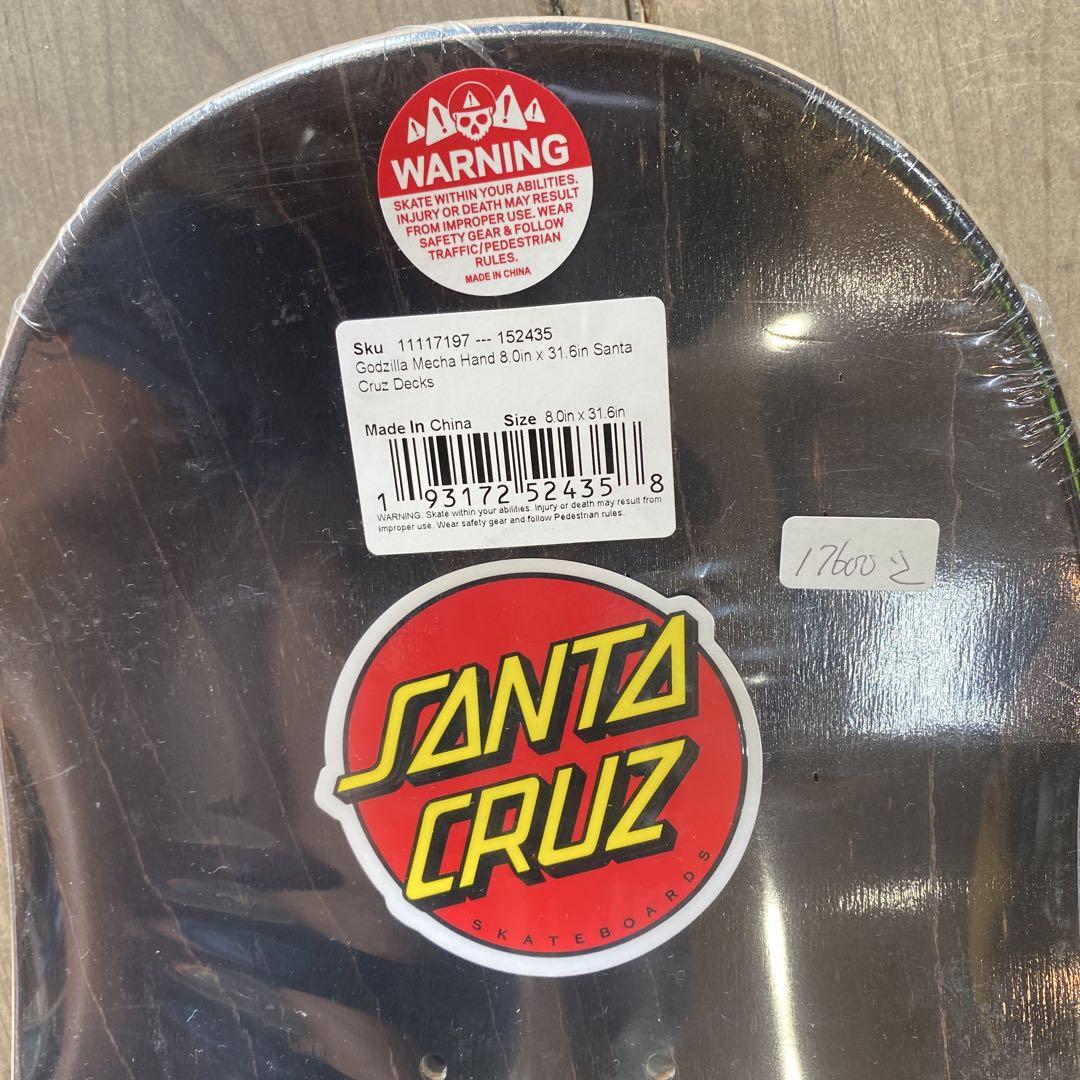 WARNING
SKATE WITHIN YOUR ABILITIES.
INJURY OR DEATH MAY RESULT
FROM IMPROPER USE. WEAR
SAFETY GEAR & FOLLOW
TRAFFIC/PEDESTRIAN
RULES.
MADE IN CHINA
Sku 11117197 --- 152435
Godzilla Mecha Hand 8.0in x 31.6in Santa
Cruz Decks
Made In China Size 8.0in x 31.6in
1 93172 52435 8
WARNING: Skate within your abilities. Injury or death may result from
improper use. Wear safety gear and follow Pedestrian rules.
17600
SANTA
CRUZ
SKATEBOARDS